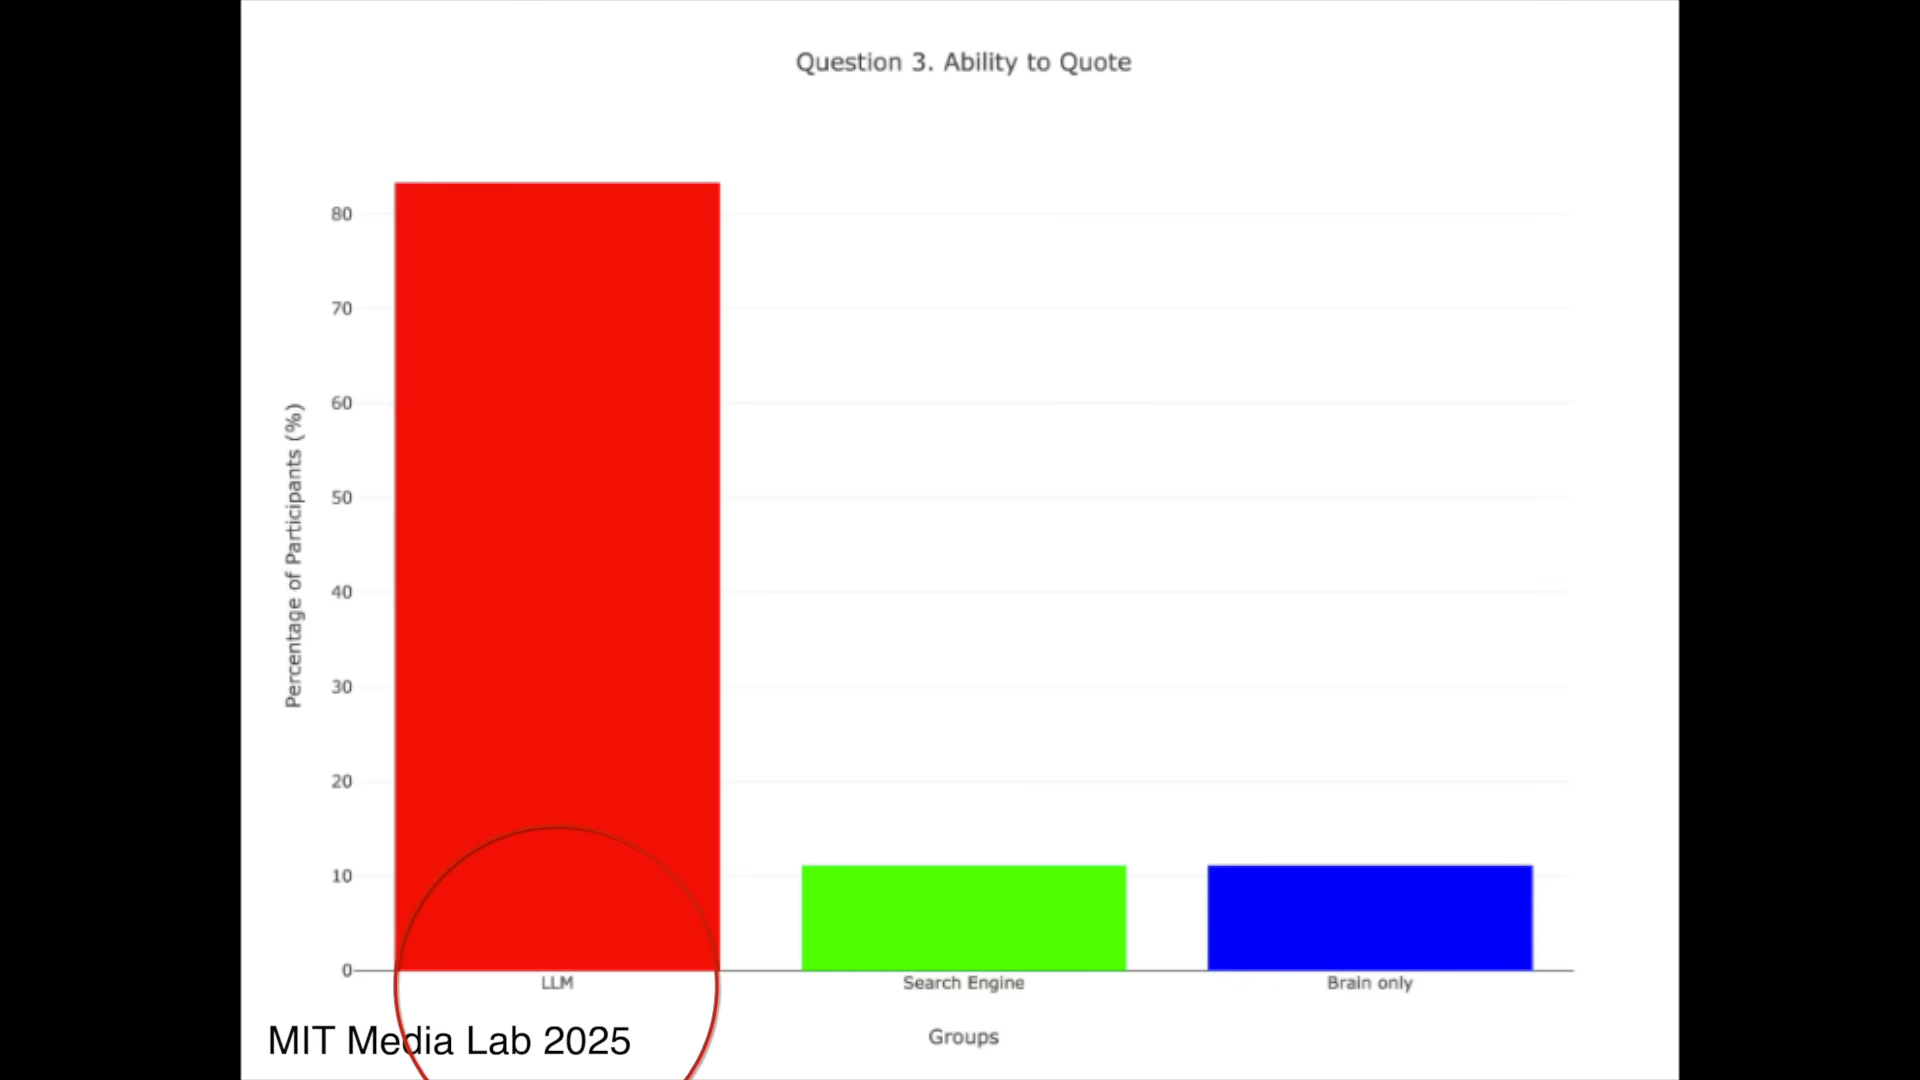 Question 3. Ability to Quote
Percentage of Participants (%)
80
70
60
50
40
30
20
10
0
LLM
Search Engine
Brain only
Groups
MIT Media Lab 2025